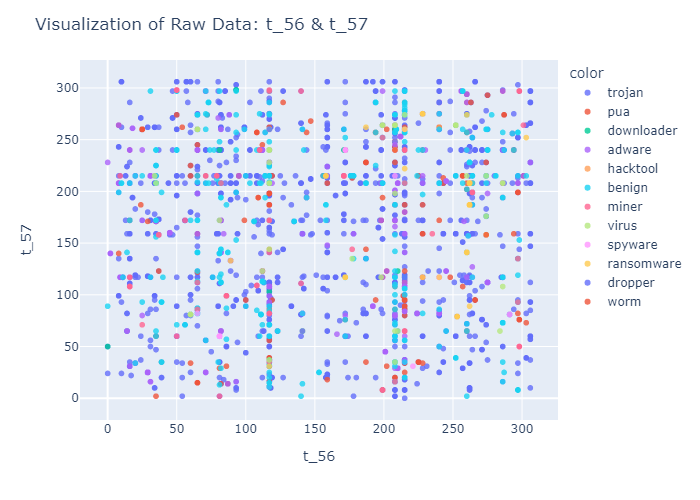 Visualization of Raw Data: t_56 & t_57
color
trojan
pua
downloader
adware
hacktool
benign
miner
virus
spyware
ransomware
dropper
worm
300
250
200
150
100
50
0
t_57
0 50 100 150 200 250 300
t_56